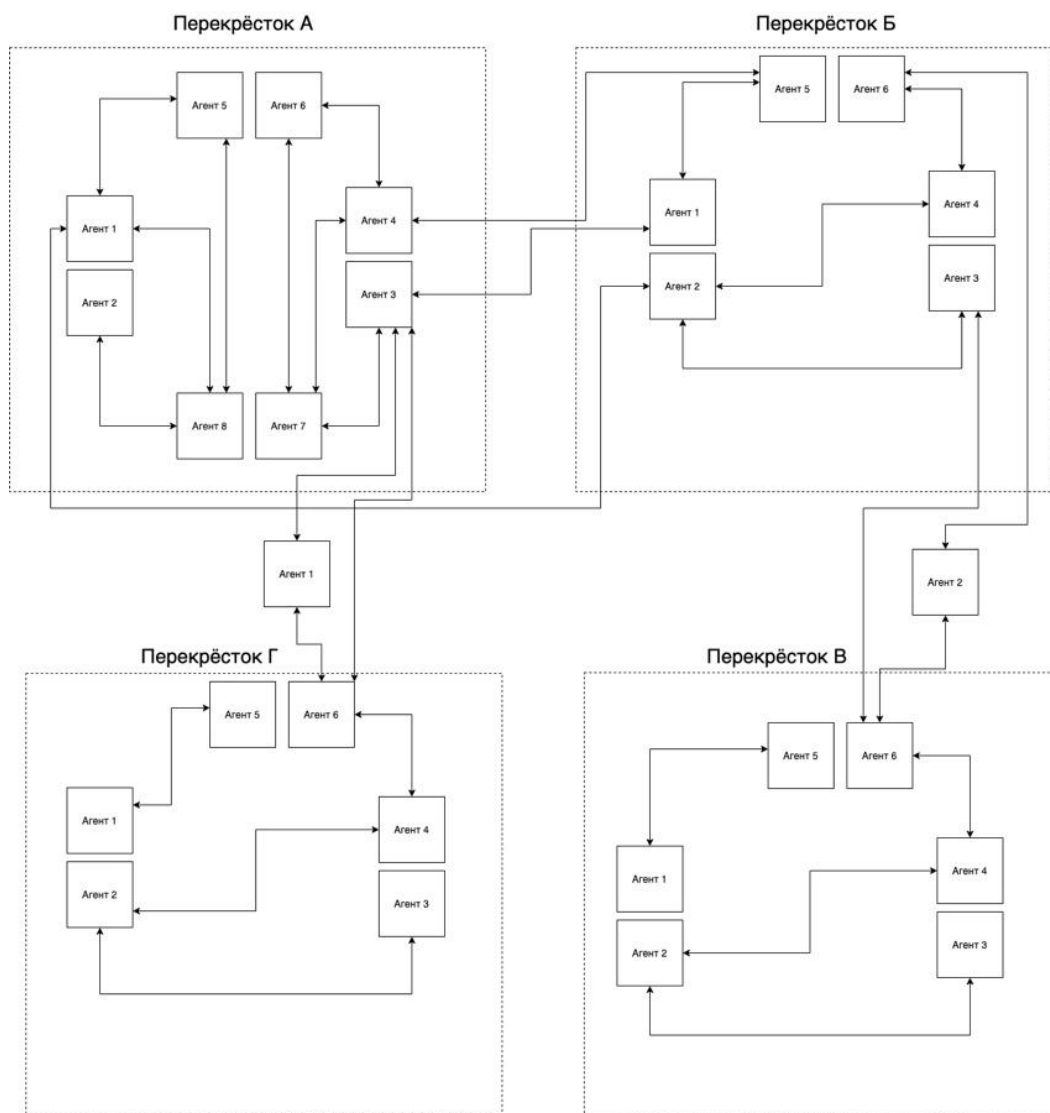 Перекрёсток А
Агент 5
Агент 6
Агент 1
Агент 4
Агент 2
Агент 3
Агент 8
Агент 7
Перекрёсток Б
Агент 5
Агент 6
Агент 1
Агент 4
Агент 2
Агент 3
Агент 1
Агент 2
Перекрёсток Г
Агент 5
Агент 6
Агент 1
Агент 4
Агент 2
Агент 3
Перекрёсток В
Агент 5
Агент 6
Агент 1
Агент 4
Агент 2
Агент 3